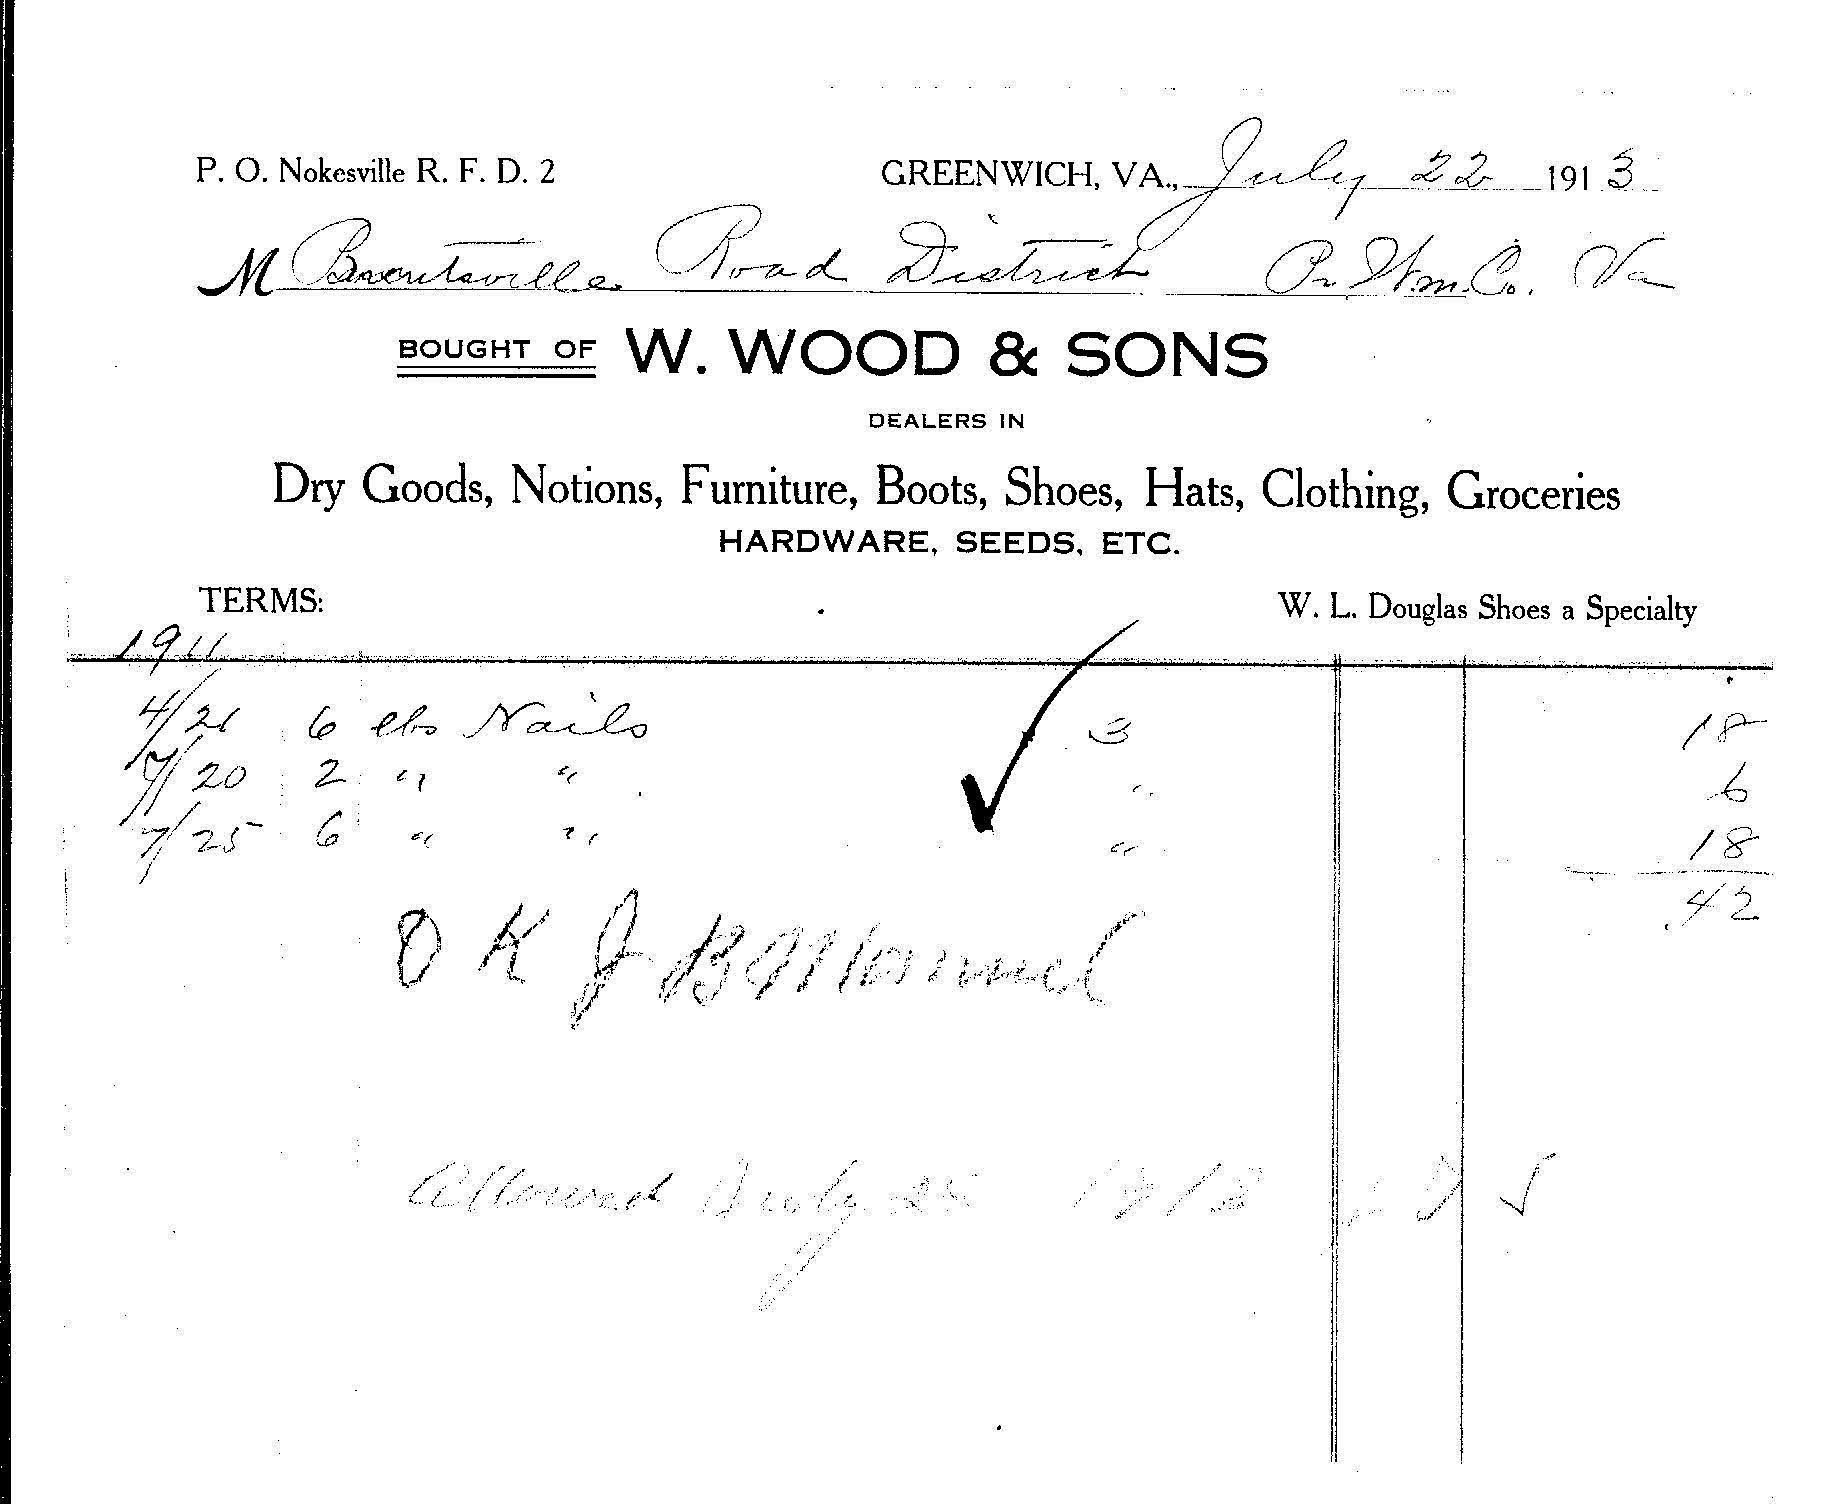 P. O. Nokesville R. F. D. 2 GREENWICH, VA., July 22 1913
M Brentsville Road District Pr. Wm. Co. Va
BOUGHT OF W. WOOD & SONS
DEALERS IN
Dry Goods, Notions, Furniture, Boots, Shoes, Hats, Clothing, Groceries
HARDWARE, SEEDS, ETC.
TERMS: W. L. Douglas Shoes a Specialty
1911
4/21 6 lbs Nails 3 18
7/20 2 " " " 6
7/25 6 " " " 18
.42
O K J B
Allowed July 25 1913